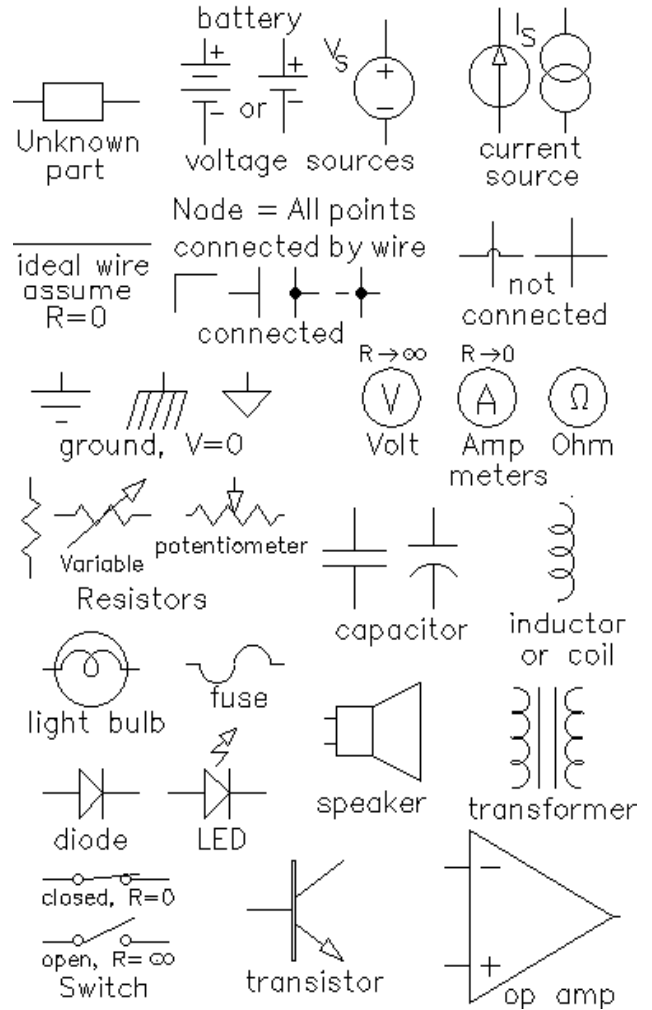 battery
+ + V_S + − I_S
− or −
Unknown
part
voltage sources
current
source
Node = All points
connected by wire
ideal wire
assume
R=0
connected
not
connected
R→∞ R→0
V A Ω
ground, V=0
Volt Amp Ohm
meters
Variable
potentiometer
Resistors
capacitor
inductor
or coil
light bulb
fuse
speaker
transformer
diode
LED
closed, R=0
open, R=∞
Switch
transistor
−
+
op amp